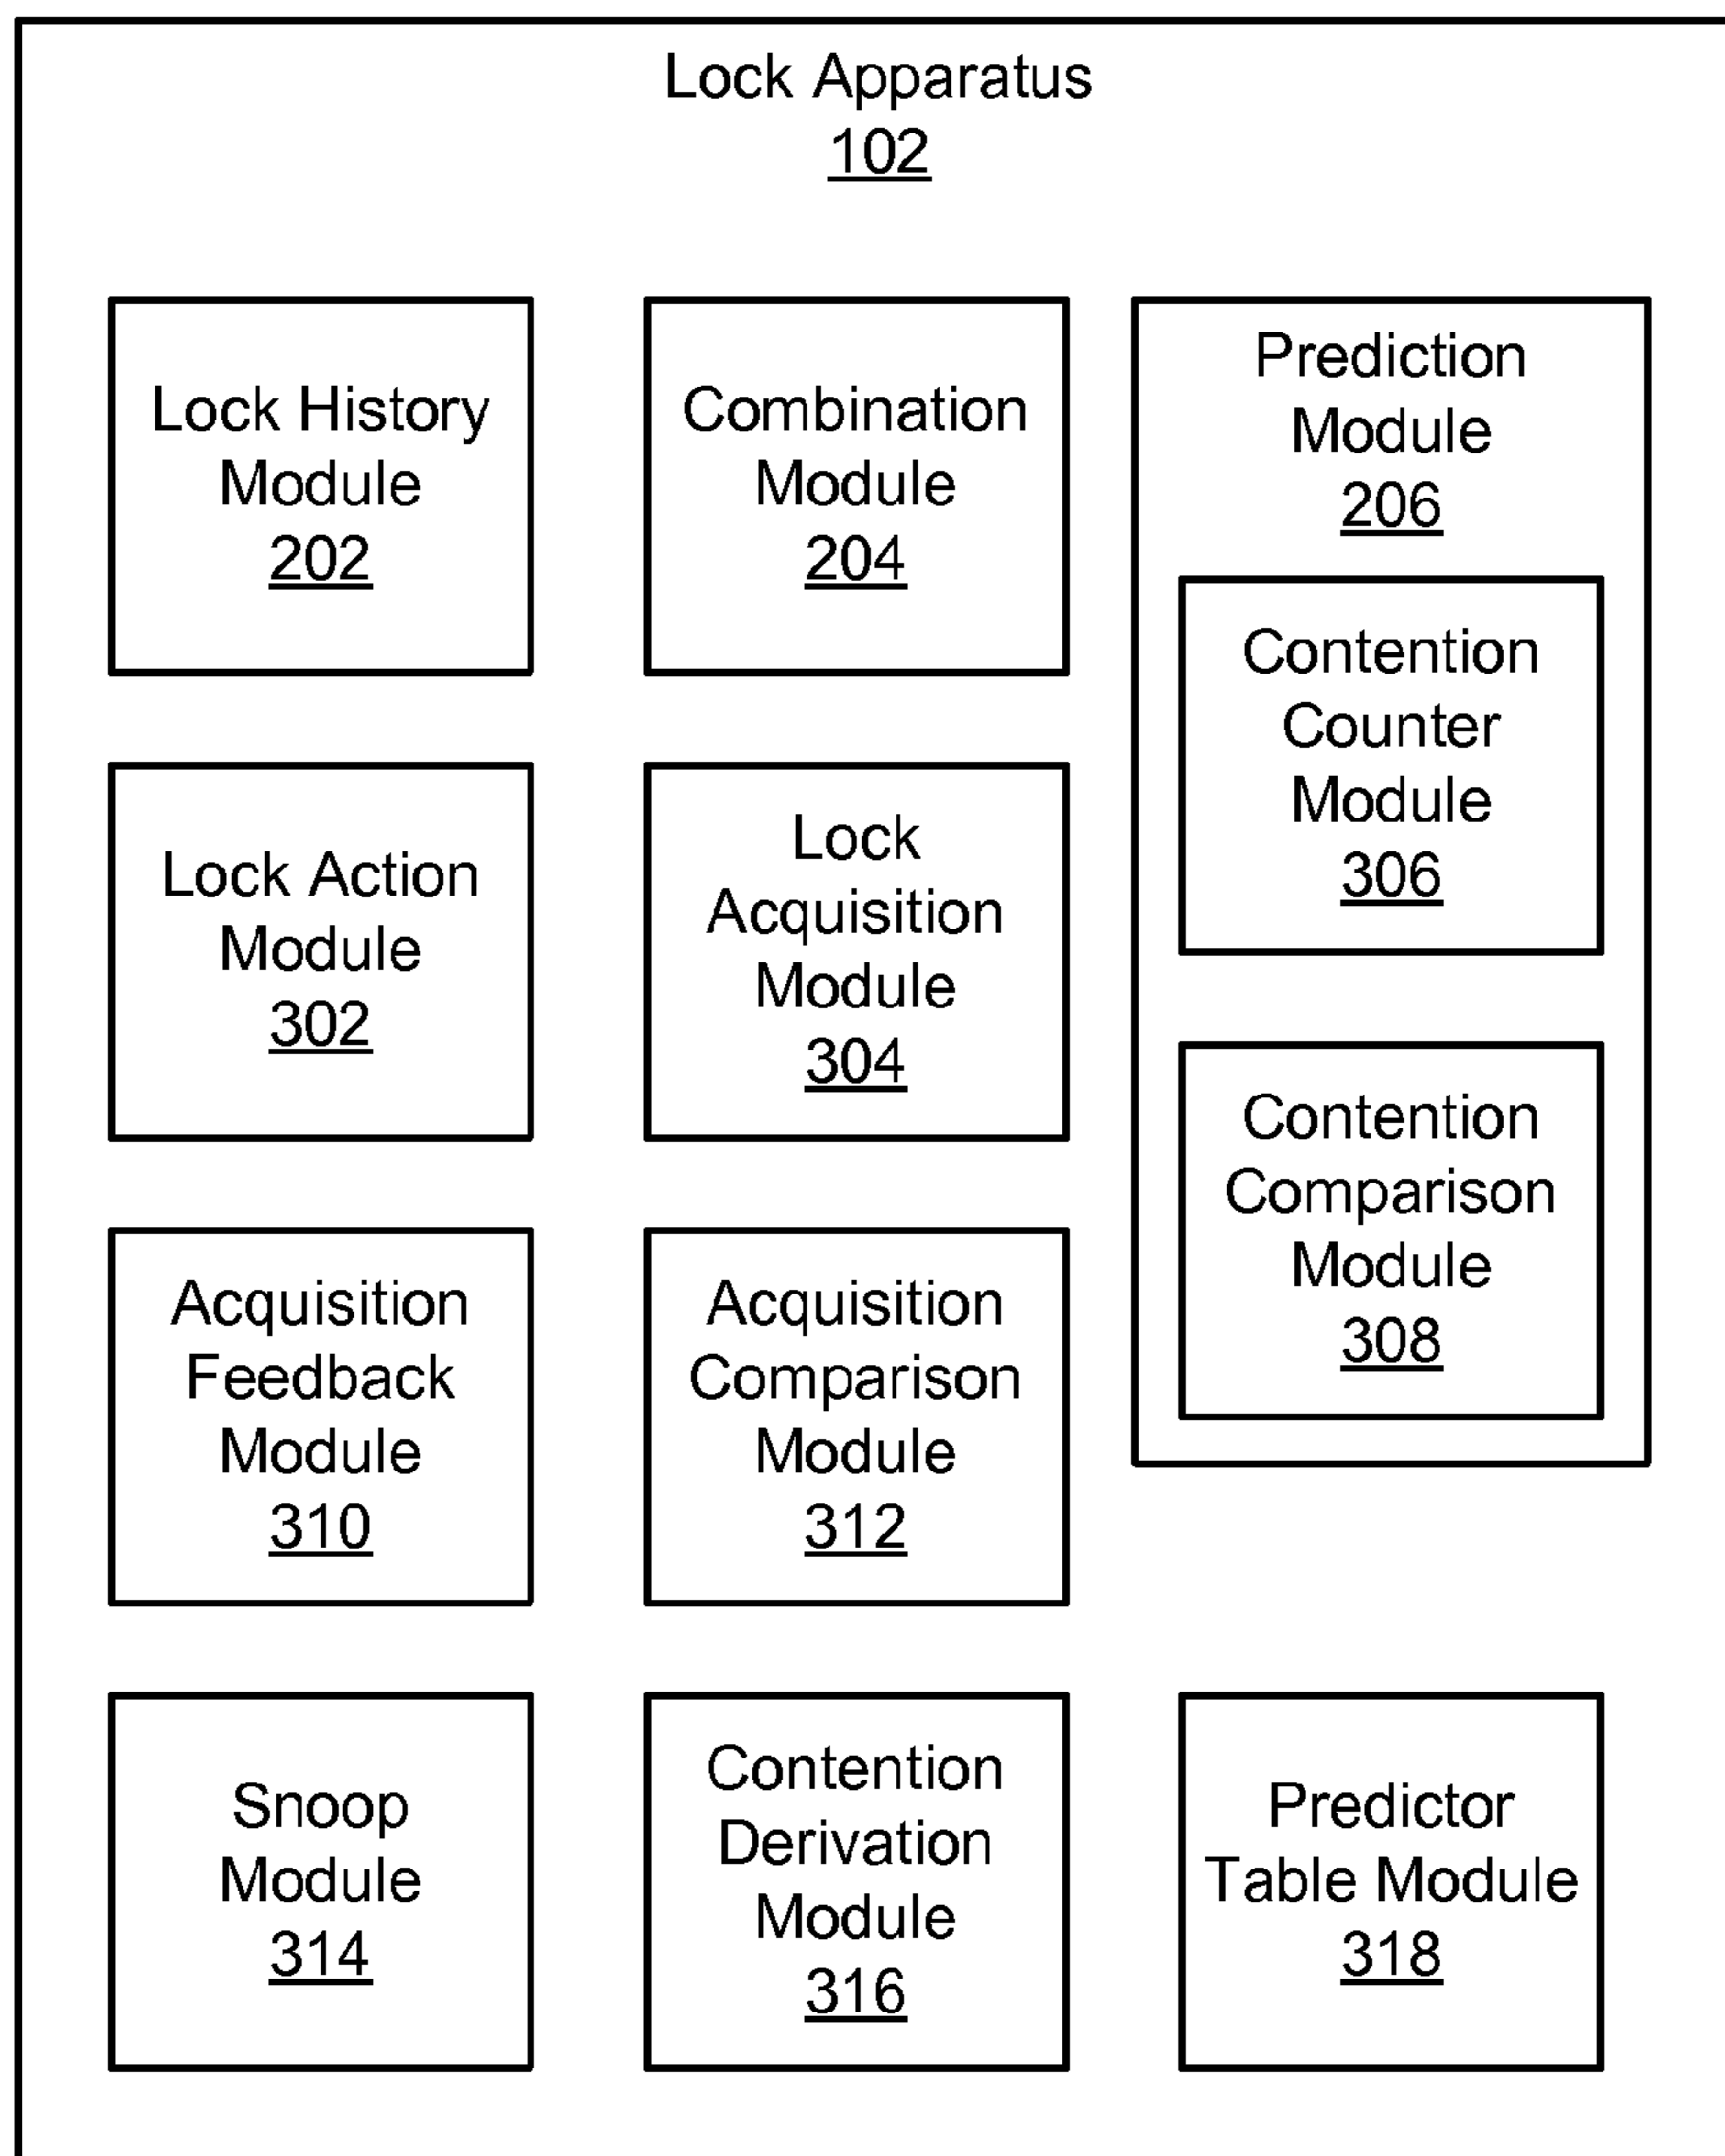 Lock Apparatus
102
Lock History
Module
202
Combination
Module
204
Prediction
Module
206
Contention
Counter
Module
306
Contention
Comparison
Module
308
Lock Action
Module
302
Lock
Acquisition
Module
304
Acquisition
Feedback
Module
310
Acquisition
Comparison
Module
312
Snoop
Module
314
Contention
Derivation
Module
316
Predictor
Table Module
318